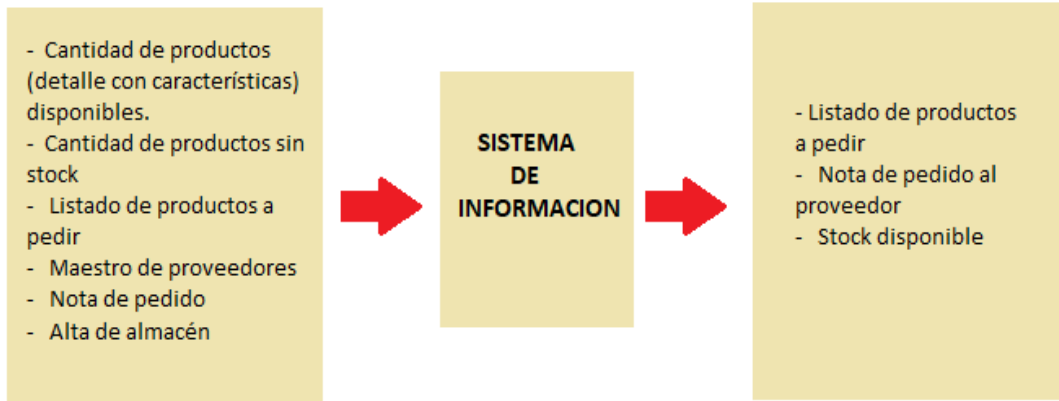 - Cantidad de productos
(detalle con características)
disponibles.
- Cantidad de productos sin
stock
- Listado de productos a
pedir
- Maestro de proveedores
- Nota de pedido
- Alta de almacén
SISTEMA
DE
INFORMACION
- Listado de productos
a pedir
- Nota de pedido al
proveedor
- Stock disponible